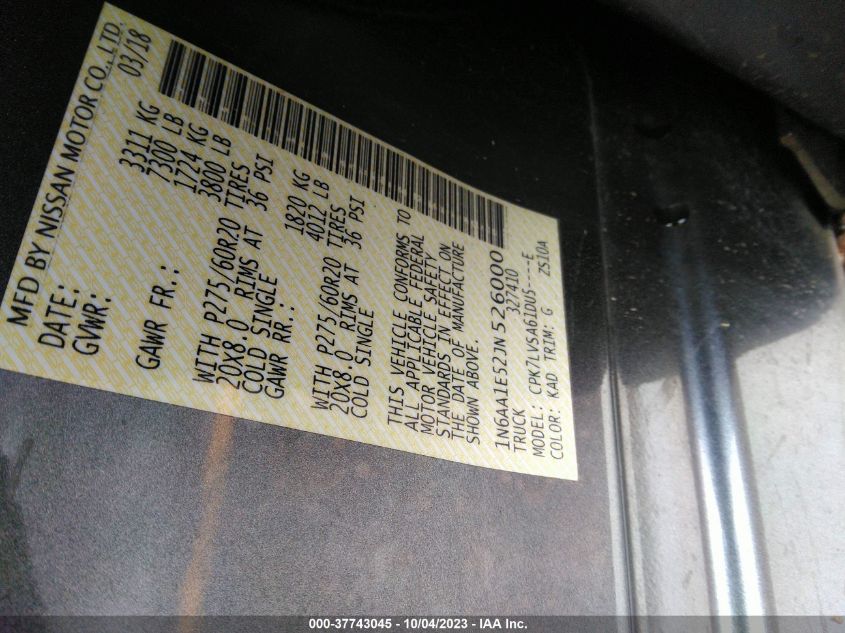 MFD BY NISSAN MOTOR CO., LTD.
DATE: 03/18
GVWR: 3311 KG
7300 LB
GAWR FR.: 1724 KG
3800 LB
WITH P275/60R20 TIRES
20X8.0 RIMS AT 36 PSI
COLD SINGLE
GAWR RR.: 1820 KG
4012 LB
WITH P275/60R20 TIRES
20X8.0 RIMS AT 36 PSI
COLD SINGLE
THIS VEHICLE CONFORMS TO
ALL APPLICABLE FEDERAL
MOTOR VEHICLE SAFETY
STANDARDS IN EFFECT ON
THE DATE OF MANUFACTURE
SHOWN ABOVE.
1N6AA1E52JN526000
TRUCK 327410
MODEL: CPK7LVSA61DUS----E
COLOR: KAD TRIM: G ZS10A
000-37743045 - 10/04/2023 - IAA Inc.